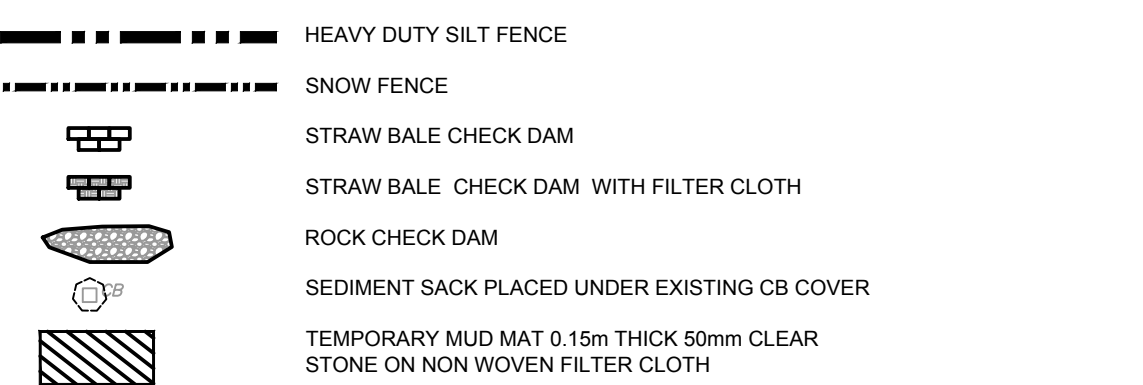 HEAVY DUTY SILT FENCE
SNOW FENCE
STRAW BALE CHECK DAM
STRAW BALE CHECK DAM WITH FILTER CLOTH
ROCK CHECK DAM
CB SEDIMENT SACK PLACED UNDER EXISTING CB COVER
TEMPORARY MUD MAT 0.15m THICK 50mm CLEAR
STONE ON NON WOVEN FILTER CLOTH